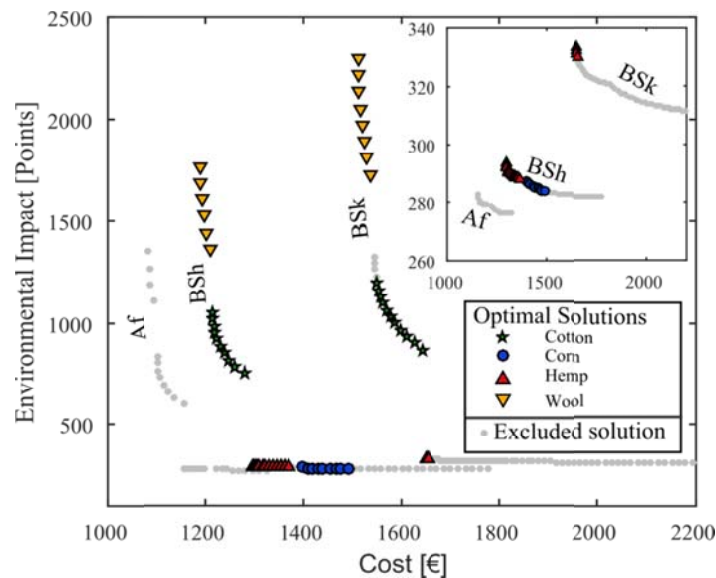 2500
2000
1500
1000
500
Environmental Impact [Points]
1000
1200
1400
1600
1800
2000
2200
Cost [€]
Af
BSh
BSk
340
320
300
280
260
1000
1500
2000
BSk
BSh
Af
Optimal Solutions
Cotton
Corn
Hemp
Wool
Excluded solution